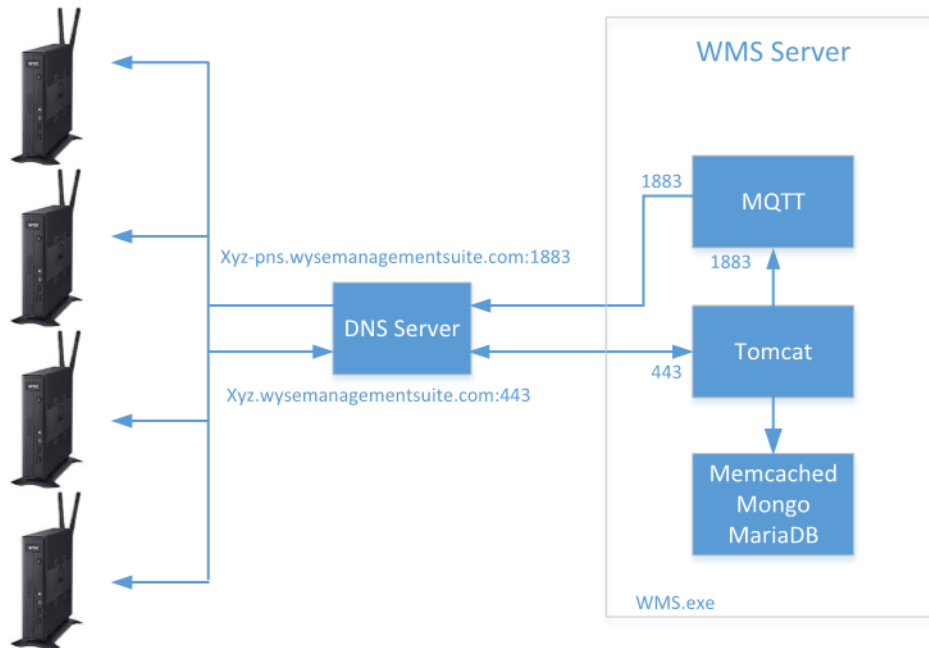 WMS Server
1883
MQTT
Xyz-pns.wysemanagementsuite.com:1883
1883
DNS Server
Tomcat
443
Xyz.wysemanagementsuite.com:443
Memcached
Mongo
MariaDB
WMS.exe